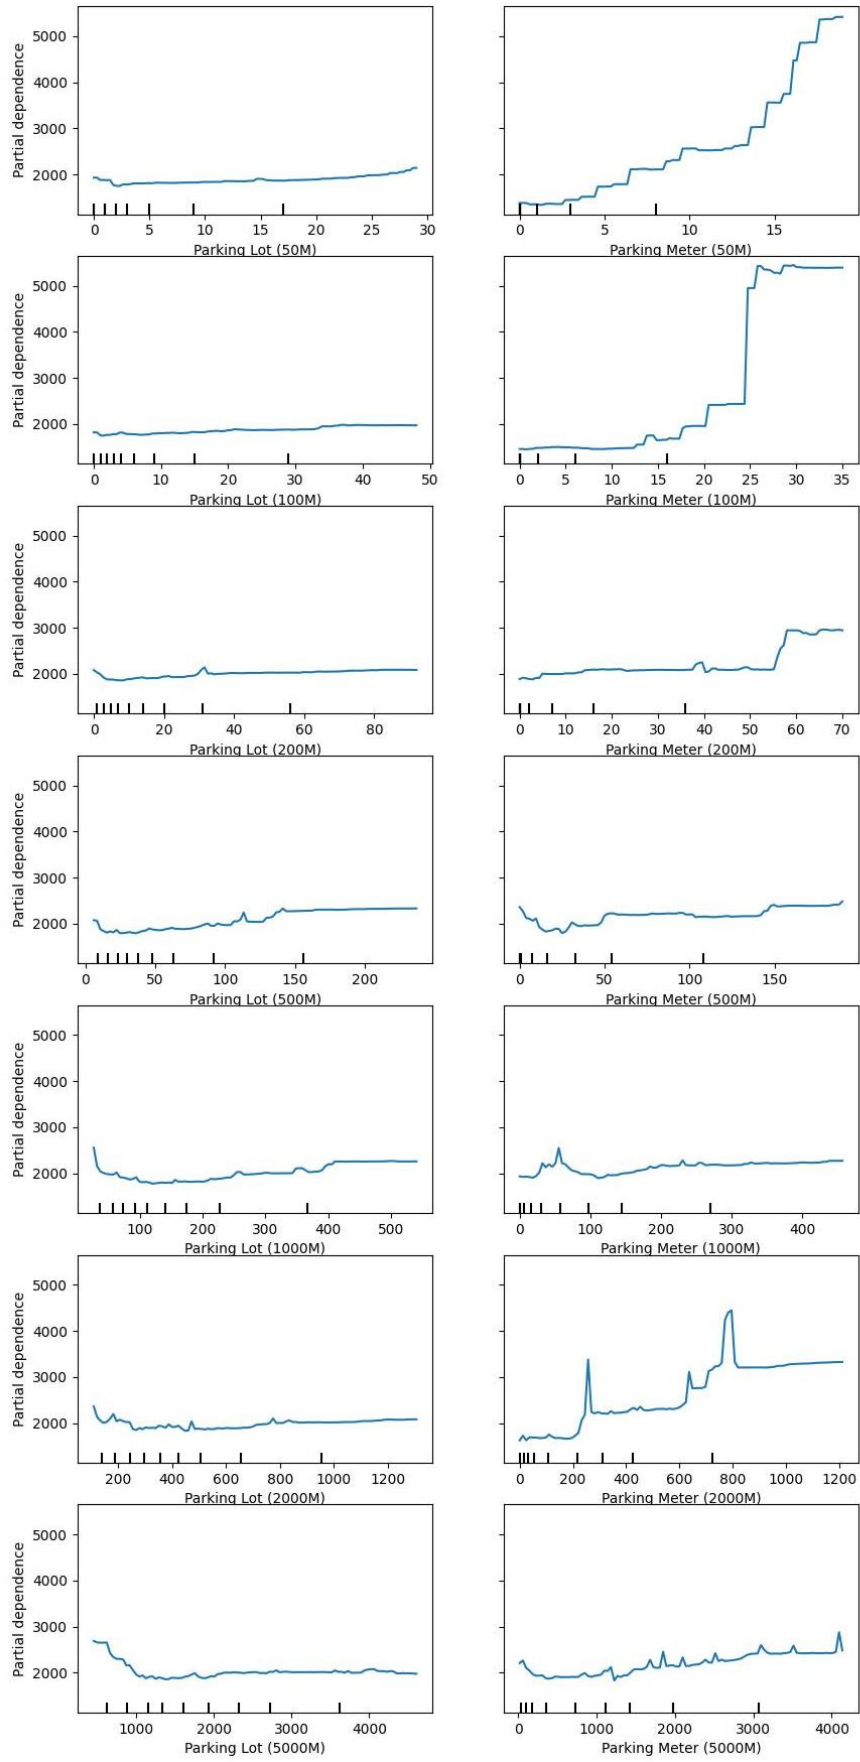 Partial dependence
5000
4000
3000
2000
0 5 10 15 20 25 30
Parking Lot (50M)
0 5 10 15
Parking Meter (50M)
Partial dependence
5000
4000
3000
2000
0 10 20 30 40 50
Parking Lot (100M)
0 5 10 15 20 25 30 35
Parking Meter (100M)
Partial dependence
5000
4000
3000
2000
0 20 40 60 80
Parking Lot (200M)
0 10 20 30 40 50 60 70
Parking Meter (200M)
Partial dependence
5000
4000
3000
2000
0 50 100 150 200
Parking Lot (500M)
0 50 100 150
Parking Meter (500M)
Partial dependence
5000
4000
3000
2000
100 200 300 400 500
Parking Lot (1000M)
0 100 200 300 400
Parking Meter (1000M)
Partial dependence
5000
4000
3000
2000
200 400 600 800 1000 1200
Parking Lot (2000M)
0 200 400 600 800 1000 1200
Parking Meter (2000M)
Partial dependence
5000
4000
3000
2000
1000 2000 3000 4000
Parking Lot (5000M)
0 1000 2000 3000 4000
Parking Meter (5000M)